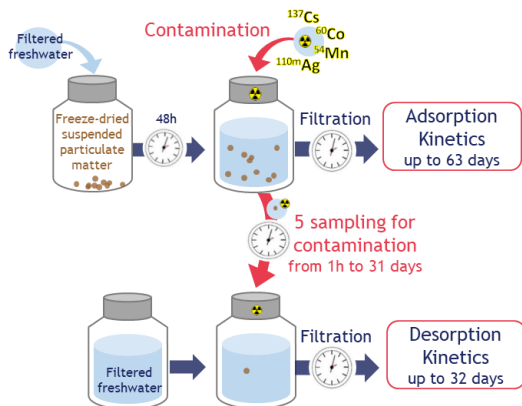 Filtered
freshwater
Contamination
¹³⁷Cs
⁶⁰Co
⁵⁴Mn
¹¹⁰ᵐAg
Freeze-dried
suspended
particulate
matter
48h
Filtration
Adsorption
Kinetics
up to 63 days
5 sampling for
contamination
from 1h to 31 days
Filtered
freshwater
Filtration
Desorption
Kinetics
up to 32 days